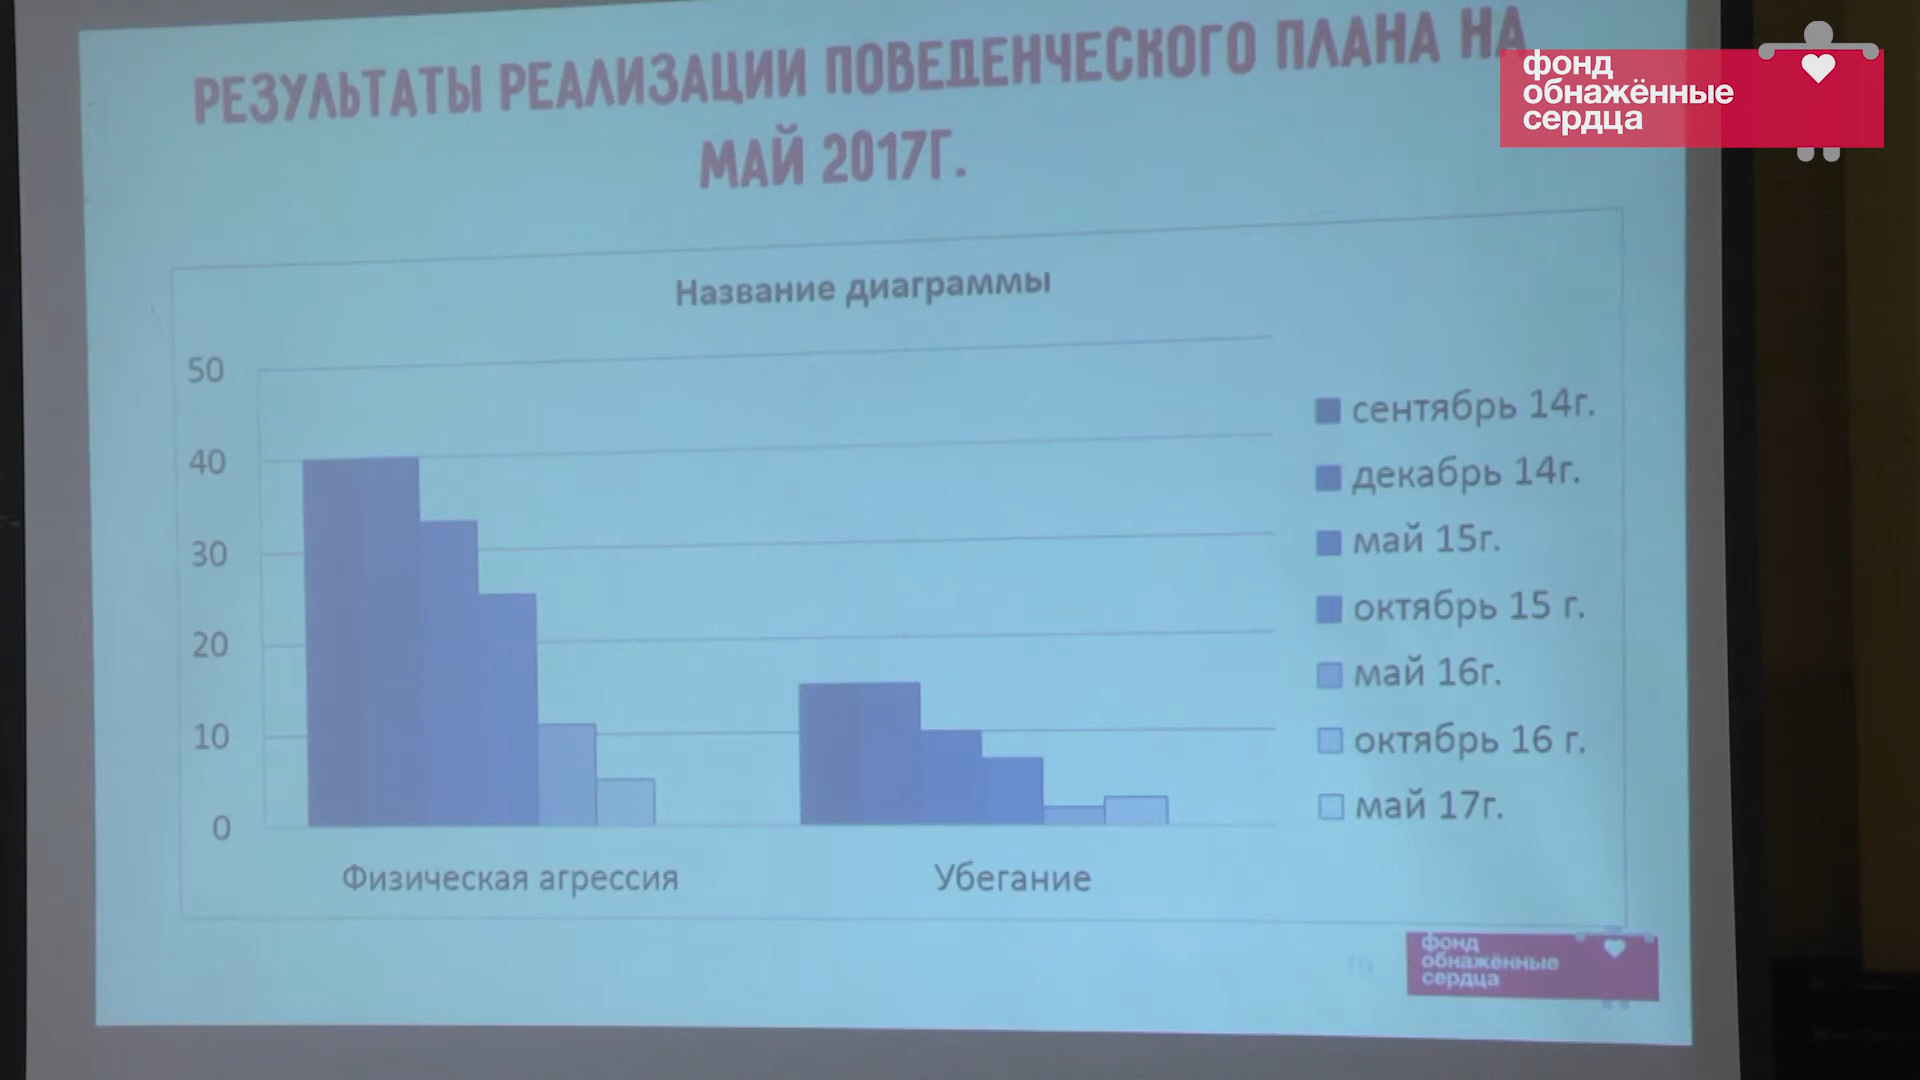 РЕЗУЛЬТАТЫ РЕАЛИЗАЦИИ ПОВЕДЕНЧЕСКОГО ПЛАНА НА
МАЙ 2017Г.
фонд
обнажённые
сердца
Название диаграммы
50
40
30
20
10
0
Физическая агрессия
Убегание
сентябрь 14г.
декабрь 14г.
май 15г.
октябрь 15 г.
май 16г.
октябрь 16 г.
май 17г.
фонд
обнажённые
сердца